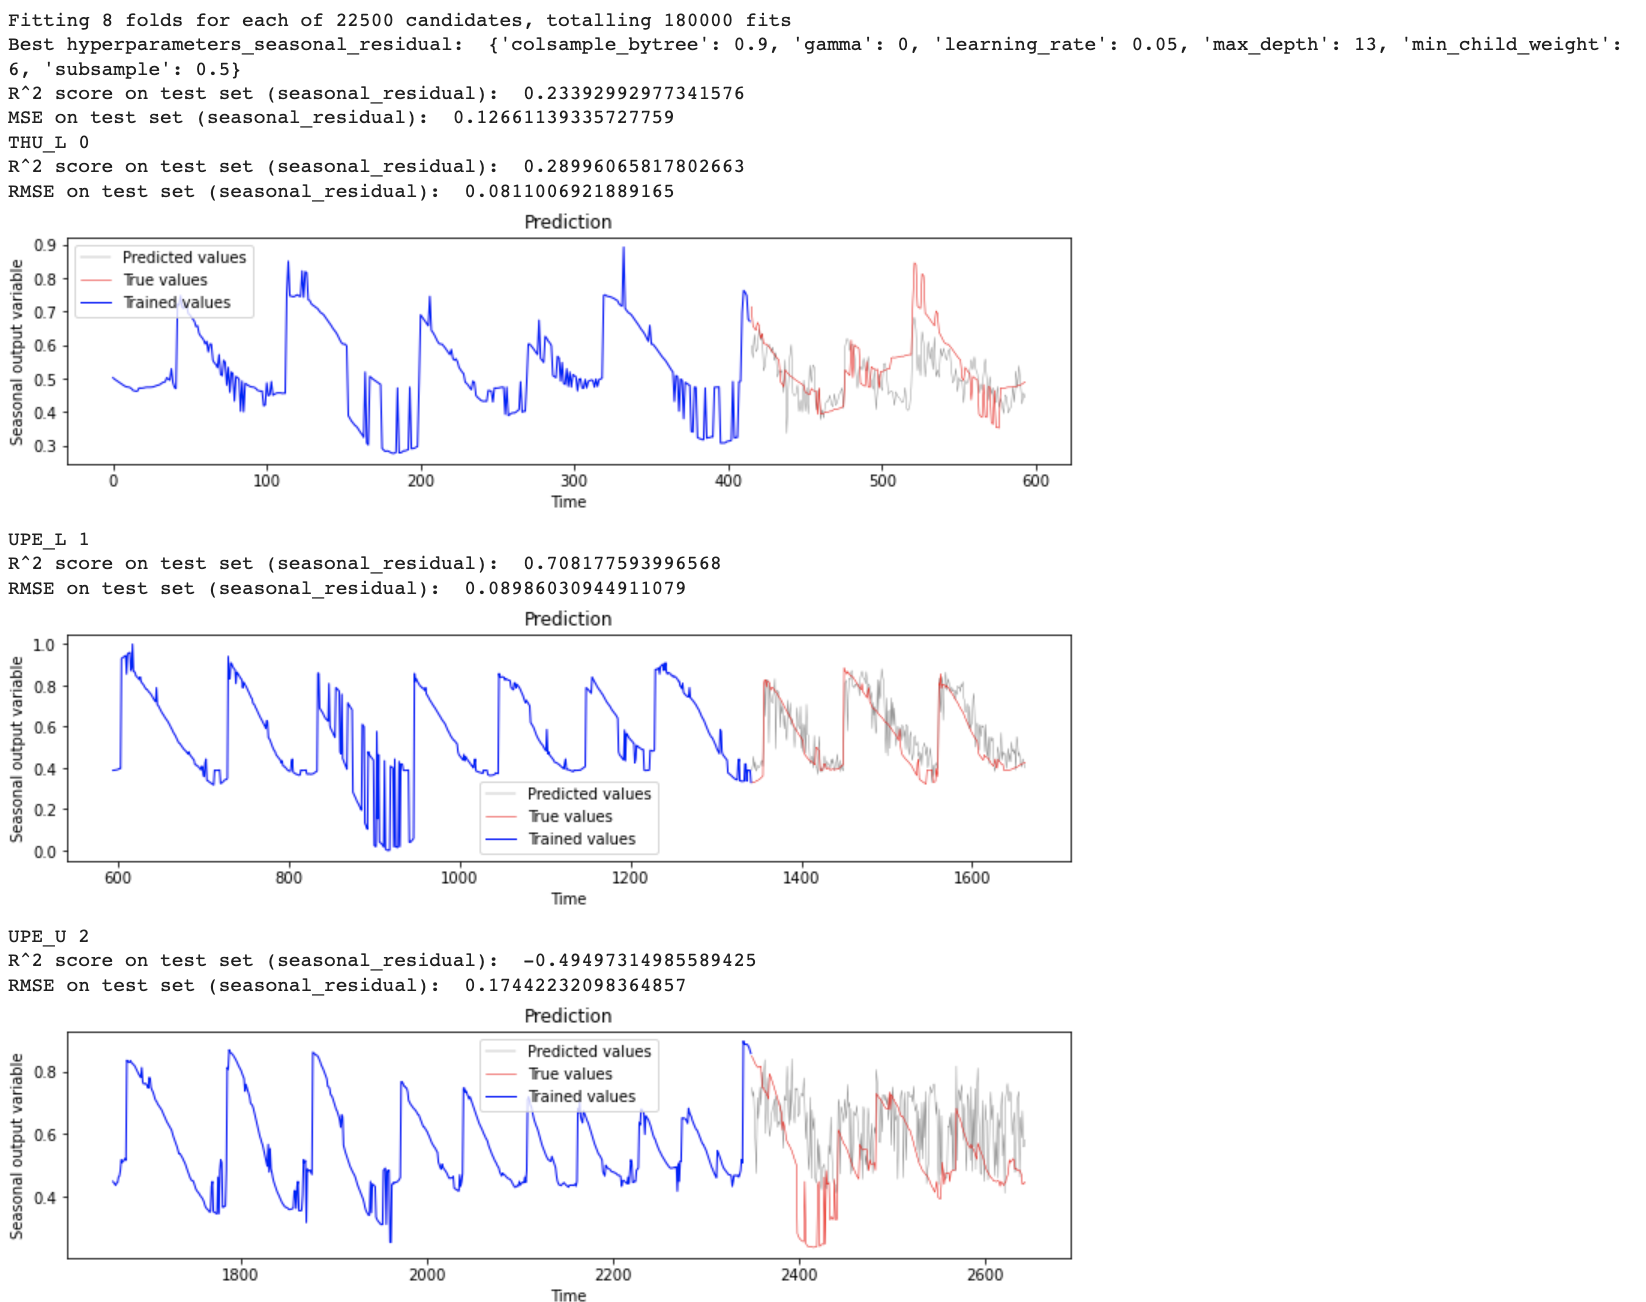 Fitting 8 folds for each of 22500 candidates, totalling 180000 fits
Best hyperparameters_seasonal_residual:  {'colsample_bytree': 0.9, 'gamma': 0, 'learning_rate': 0.05, 'max_depth': 13, 'min_child_weight':
6, 'subsample': 0.5}
R^2 score on test set (seasonal_residual):  0.23392992977341576
MSE on test set (seasonal_residual):  0.12661139335727759
THU_L 0
R^2 score on test set (seasonal_residual):  0.28996065817802663
RMSE on test set (seasonal_residual):  0.0811006921889165
Prediction
Seasonal output variable
0.9
0.8
0.7
0.6
0.5
0.4
0.3
Predicted values
True values
Trained values
0 100 200 300 400 500 600
Time
UPE_L 1
R^2 score on test set (seasonal_residual):  0.708177593996568
RMSE on test set (seasonal_residual):  0.08986030944911079
Prediction
Seasonal output variable
1.0
0.8
0.6
0.4
0.2
0.0
Predicted values
True values
Trained values
600 800 1000 1200 1400 1600
Time
UPE_U 2
R^2 score on test set (seasonal_residual):  -0.49497314985589425
RMSE on test set (seasonal_residual):  0.17442232098364857
Prediction
Seasonal output variable
0.8
0.6
0.4
Predicted values
True values
Trained values
1800 2000 2200 2400 2600
Time